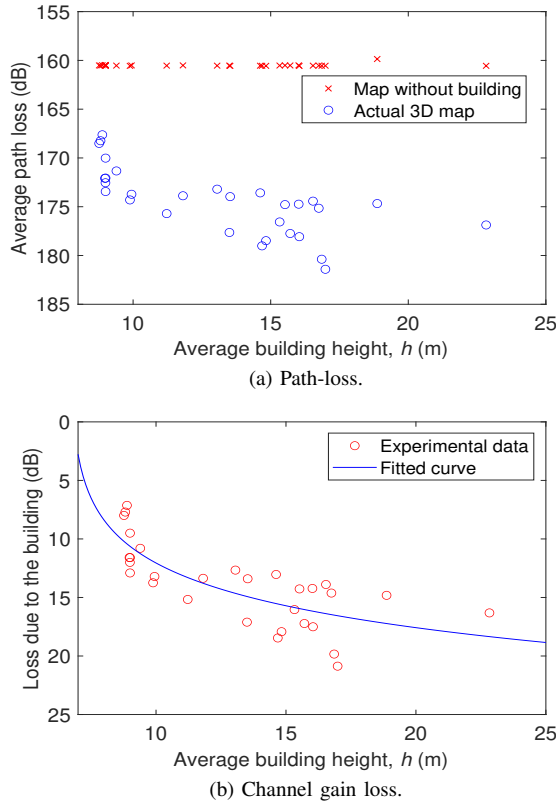 155
160
165
170
175
180
185
Average path loss (dB)
Map without building
Actual 3D map
10
15
20
25
Average building height, h (m)
(a) Path-loss.
0
5
10
15
20
25
Loss due to the building (dB)
Experimental data
Fitted curve
10
15
20
25
Average building height, h (m)
(b) Channel gain loss.